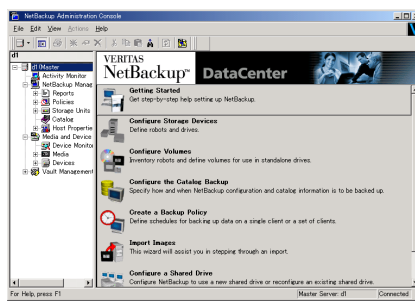 NetBackup Administration Console
File Edit View Actions Help
d1
d1 (Master
Activity Monitor
NetBackup Manag
Reports
Policies
Storage Units
Catalog
Host Propertie
Media and Device
Device Monito
Media
Devices
Vault Management
VERITAS
NetBackup™ DataCenter
Getting Started
Get step-by-step help setting up NetBackup.
Configure Storage Devices
Define robots and drives.
Configure Volumes
Inventory robots and define volumes for use in standalone drives.
Configure the Catalog Backup
Specify how and when NetBackup configuration and catalog information is to be backed up.
Create a Backup Policy
Define schedules for backing up data on a single client or a set of clients.
Import Images
This wizard will assist you in stepping through an import.
Configure a Shared Drive
Configure NetBackup to use a new shared drive or reconfigure an existing shared drive.
For Help, press F1
Master Server: d1
Connected